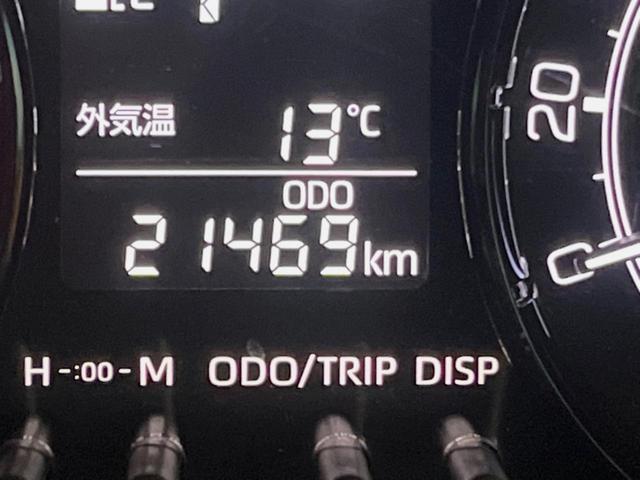 外気温 13°C
ODO
21469km
20
0
H -:00- M ODO/TRIP DISP